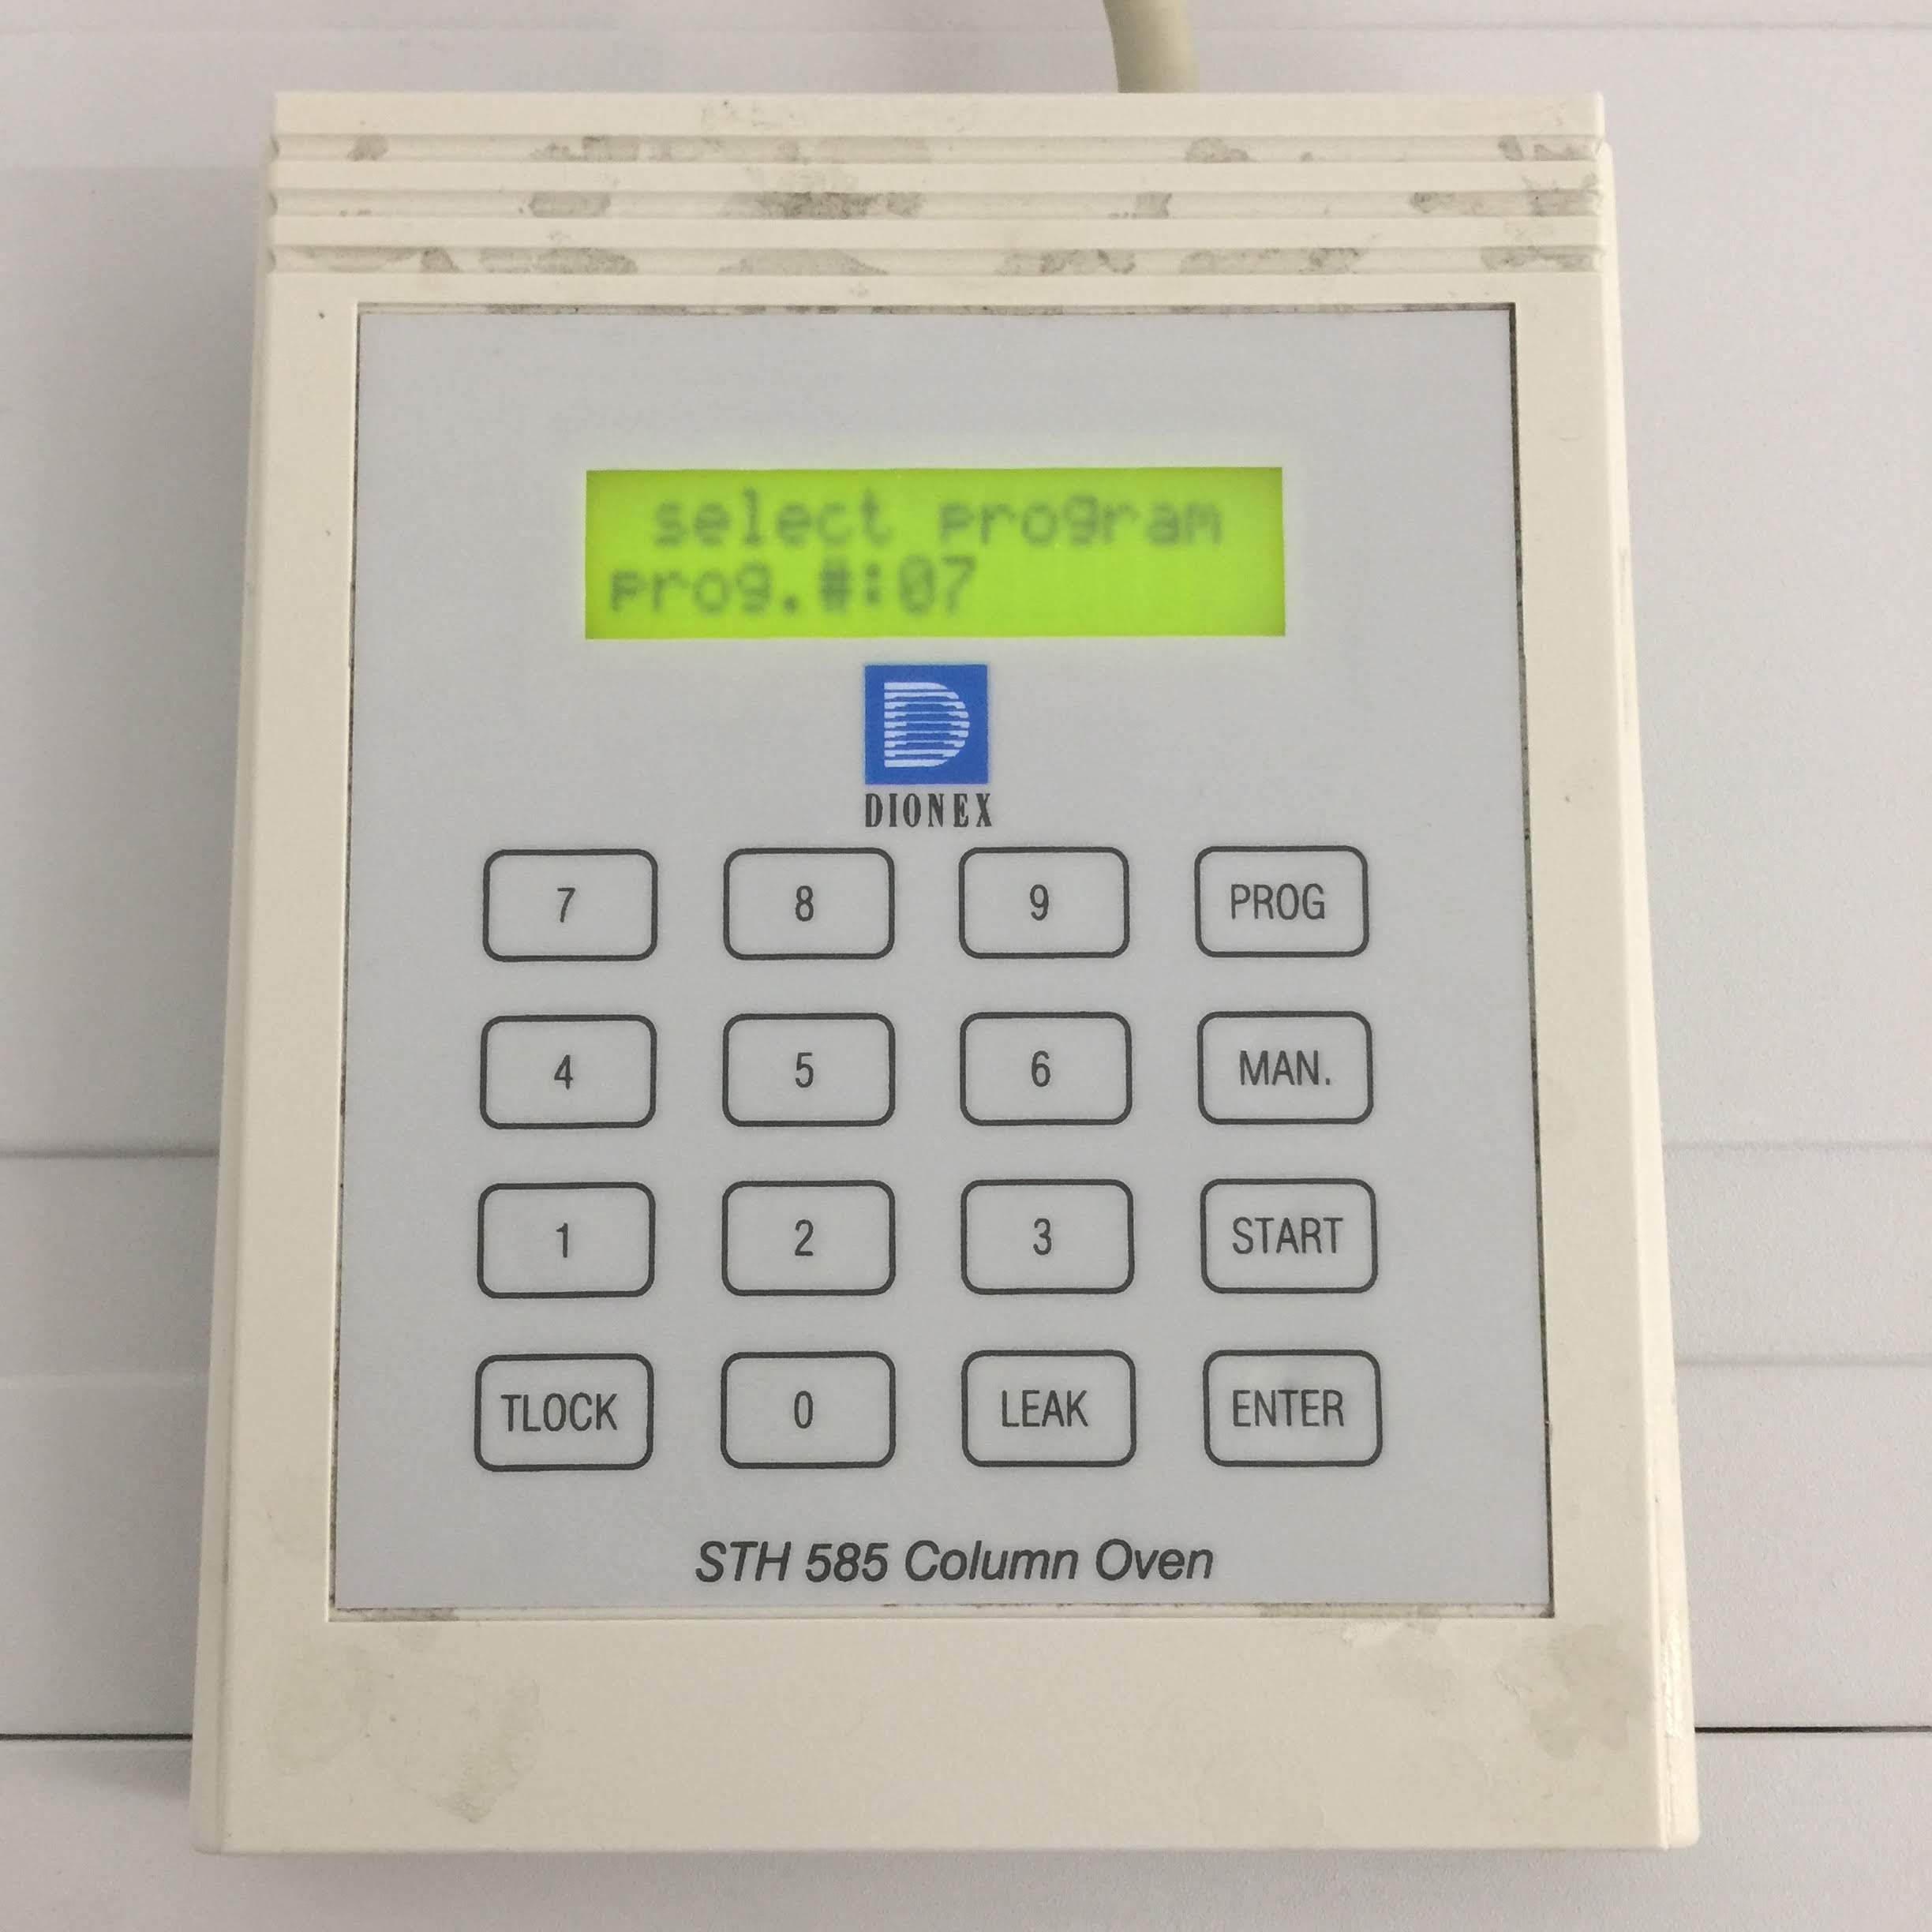 select program
prog.#:07
D
DIONEX
7 8 9 PROG
4 5 6 MAN.
1 2 3 START
TLOCK 0 LEAK ENTER
STH 585 Column Oven